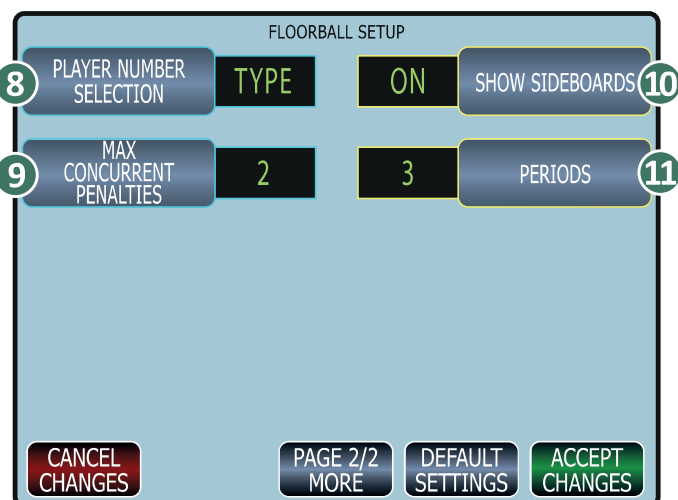 FLOORBALL SETUP
8
PLAYER NUMBER
SELECTION
TYPE
ON
SHOW SIDEBOARDS
10
9
MAX
CONCURRENT
PENALTIES
2
3
PERIODS
11
CANCEL
CHANGES
PAGE 2/2
MORE
DEFAULT
SETTINGS
ACCEPT
CHANGES